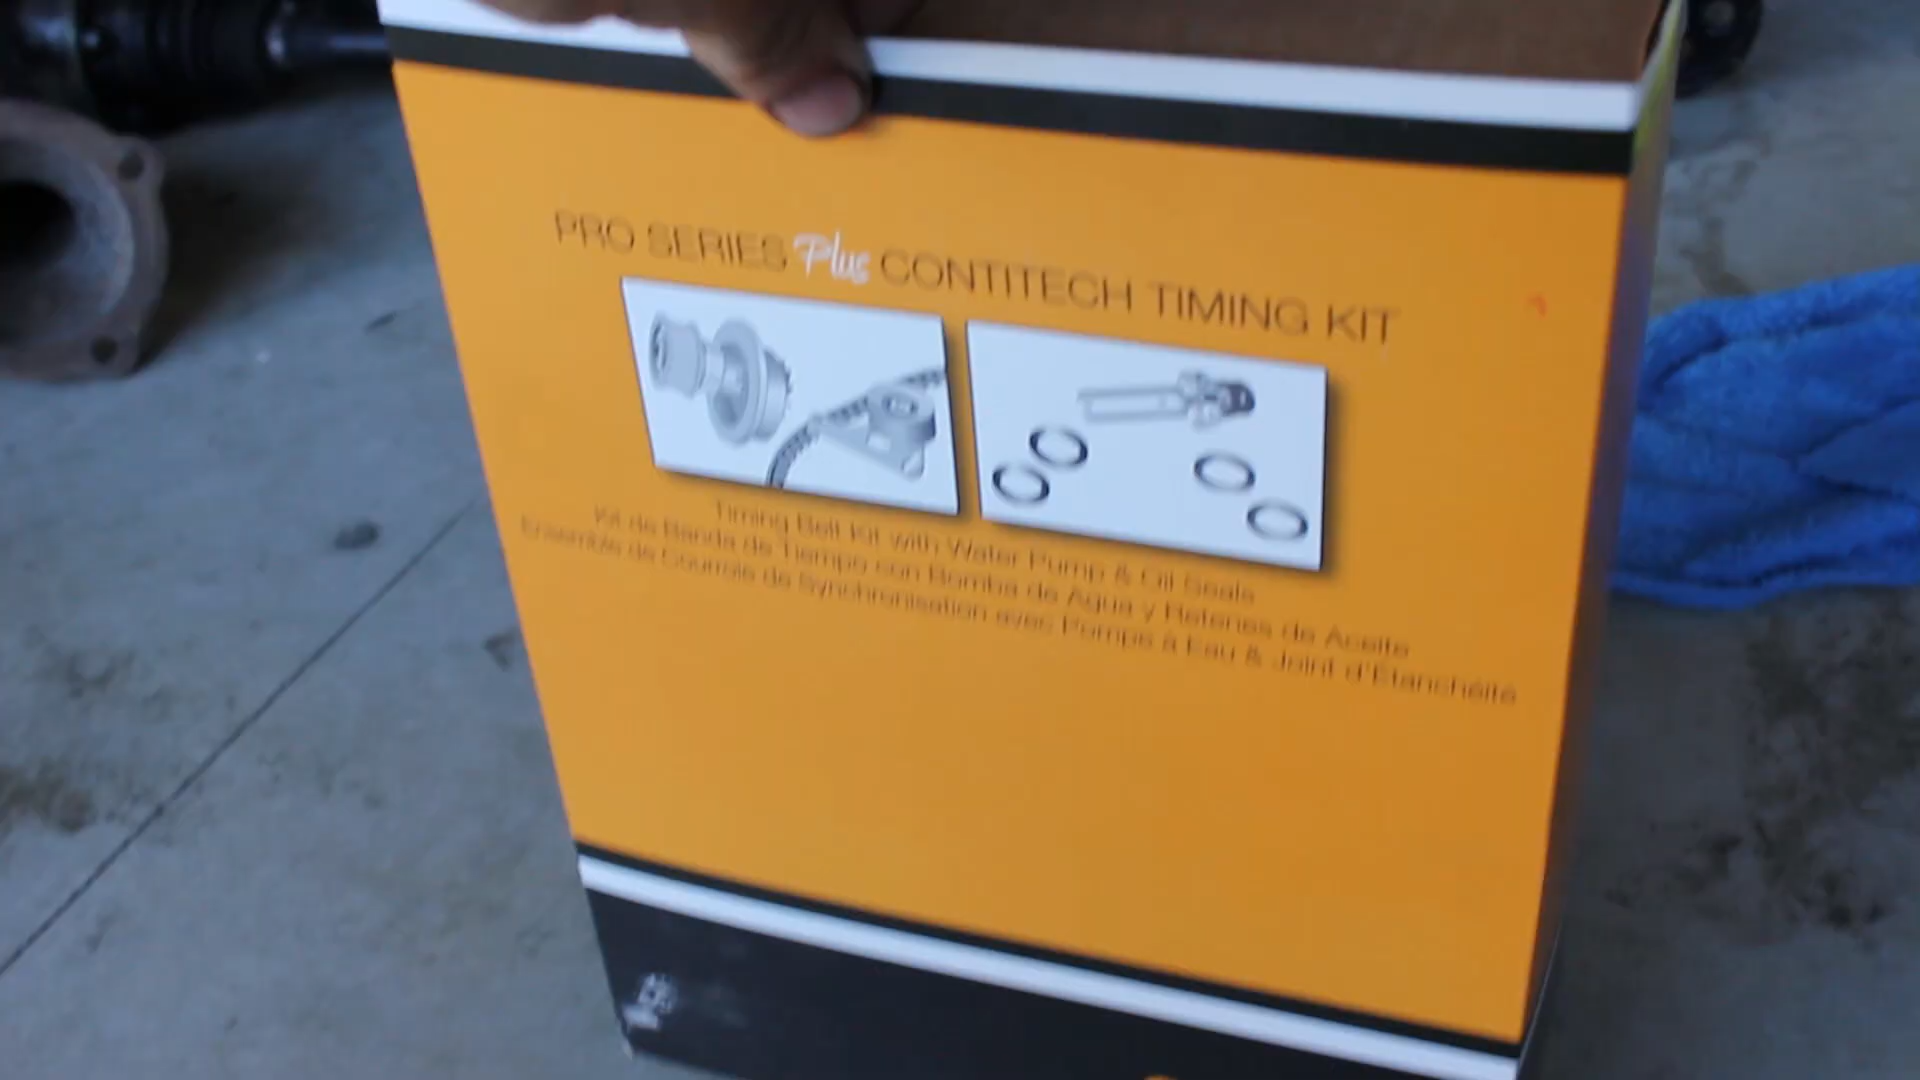 PRO SERIES Plus CONTITECH TIMING KIT
Timing Belt Kit with Water Pump & Oil Seals
Kit de Banda de Tiempo con Bomba de Agua y Retenes de Aceite
Ensemble de Courroie de Synchronisation avec Pompe à Eau & Joint d'Étanchéité